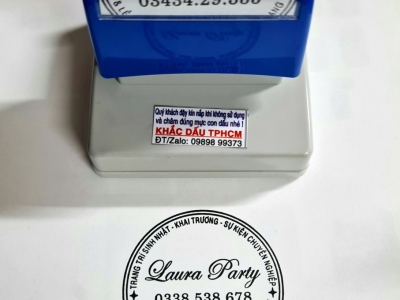 03434.29.366
Quý khách đậy kín nắp khi không sử dụng
và châm đúng mực con dấu nhé !
KHẮC DẤU TPHCM
ĐT/Zalo: 09898 99373
TRANG TRÍ SINH NHẬT - KHAI TRƯƠNG - SỰ KIỆN CHUYÊN NGHIỆP
Laura Party
0338.538.678